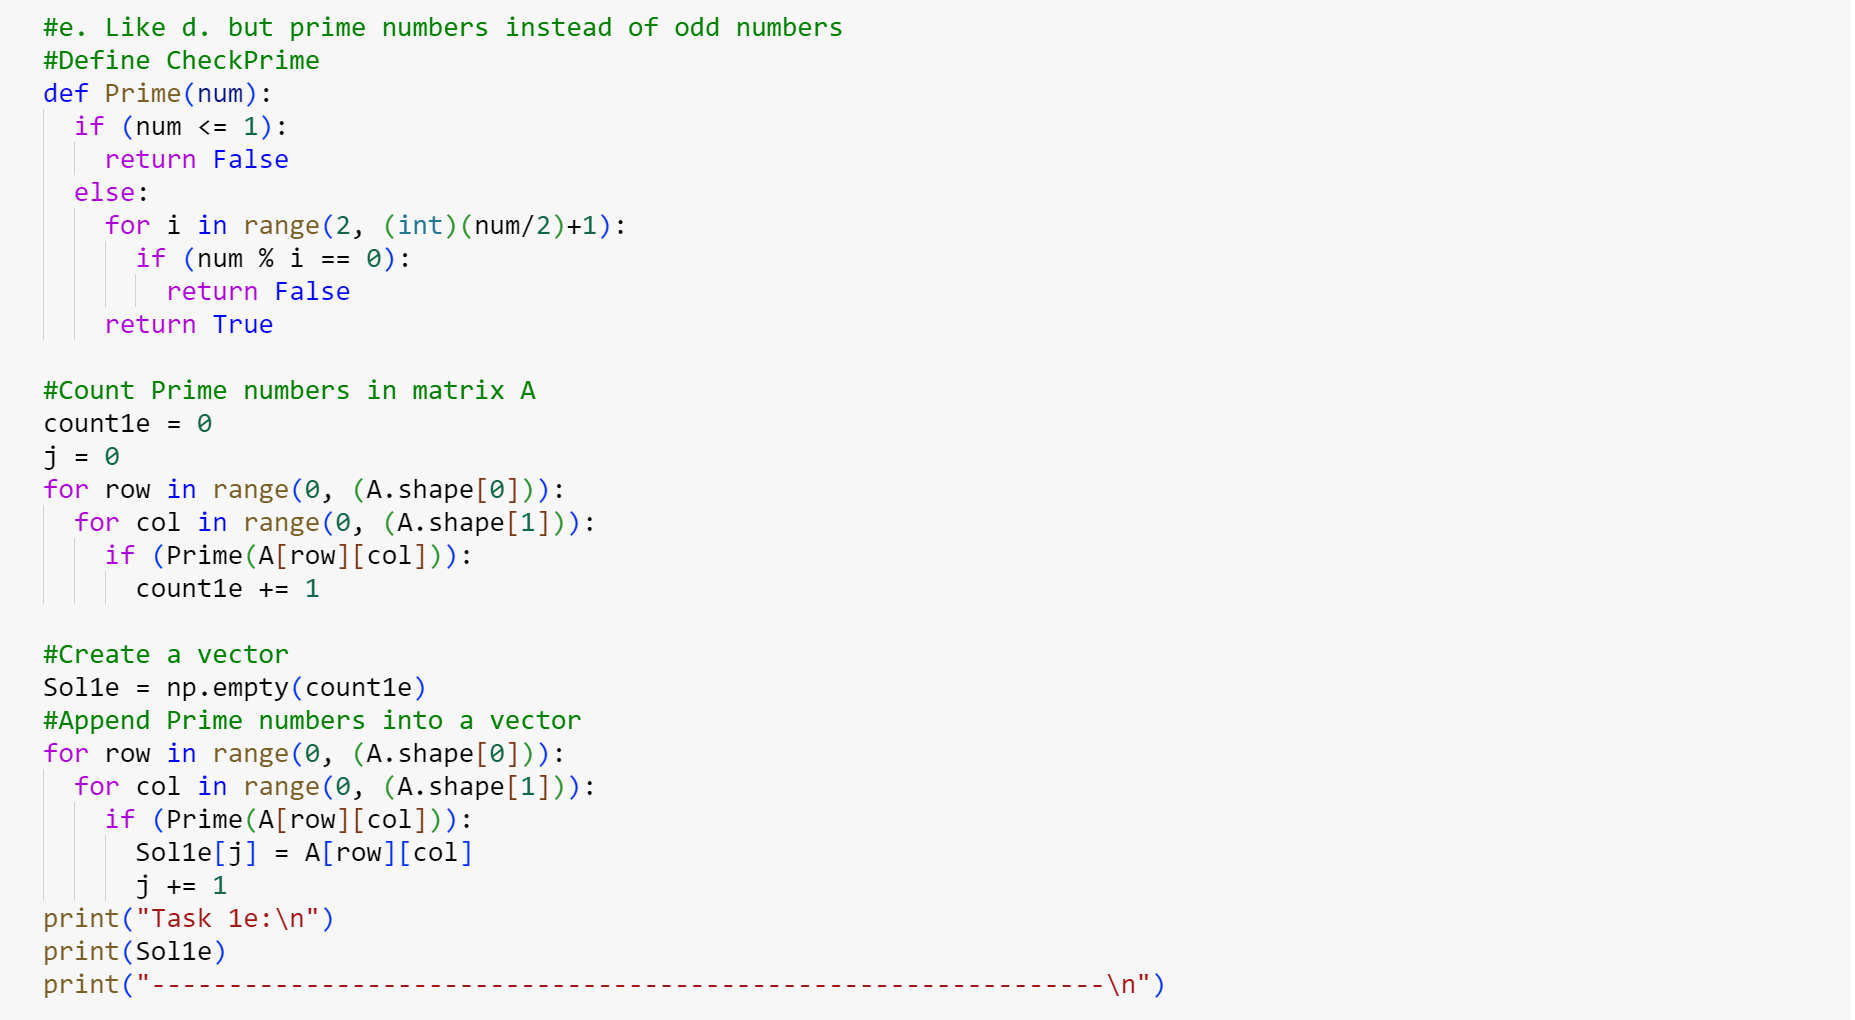 #e. Like d. but prime numbers instead of odd numbers
#Define CheckPrime
def Prime(num):
  if (num <= 1):
    return False
  else:
    for i in range(2, (int)(num/2)+1):
      if (num % i == 0):
        return False
    return True

#Count Prime numbers in matrix A
count1e = 0
j = 0
for row in range(0, (A.shape[0])):
  for col in range(0, (A.shape[1])):
    if (Prime(A[row][col])):
      count1e += 1

#Create a vector
Sol1e = np.empty(count1e)
#Append Prime numbers into a vector
for row in range(0, (A.shape[0])):
  for col in range(0, (A.shape[1])):
    if (Prime(A[row][col])):
      Sol1e[j] = A[row][col]
      j += 1
print("Task 1e:\n")
print(Sol1e)
print("--------------------------------------------------------------\n")